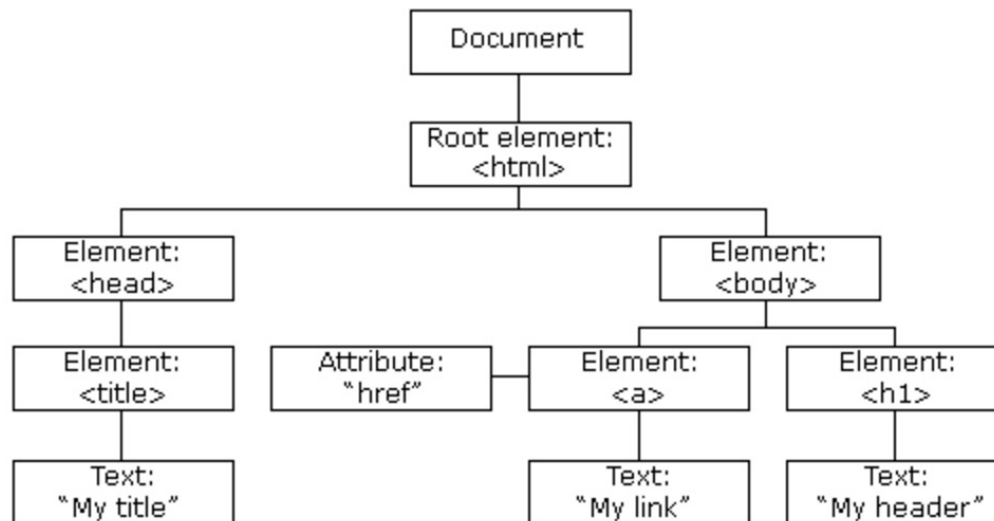 Document
Root element:
<html>
Element:
<head>
Element:
<body>
Element:
<title>
Attribute:
“href”
Element:
<a>
Element:
<h1>
Text:
“My title”
Text:
“My link”
Text:
“My header”